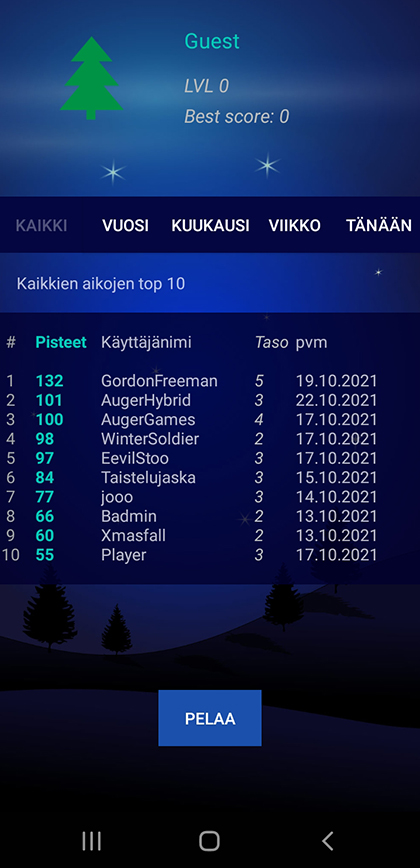 Guest
LVL 0
Best score: 0
KAIKKI VUOSI KUUKAUSI VIIKKO TÄNÄÄN
Kaikkien aikojen top 10
# Pisteet Käyttäjänimi Taso pvm
1 132 GordonFreeman 5 19.10.2021
2 101 AugerHybrid 3 22.10.2021
3 100 AugerGames 4 17.10.2021
4 98 WinterSoldier 2 17.10.2021
5 97 EevilStoo 3 17.10.2021
6 84 Taistelujaska 3 15.10.2021
7 77 jooo 3 14.10.2021
8 66 Badmin 2 13.10.2021
9 60 Xmasfall 2 13.10.2021
10 55 Player 3 17.10.2021
PELAA